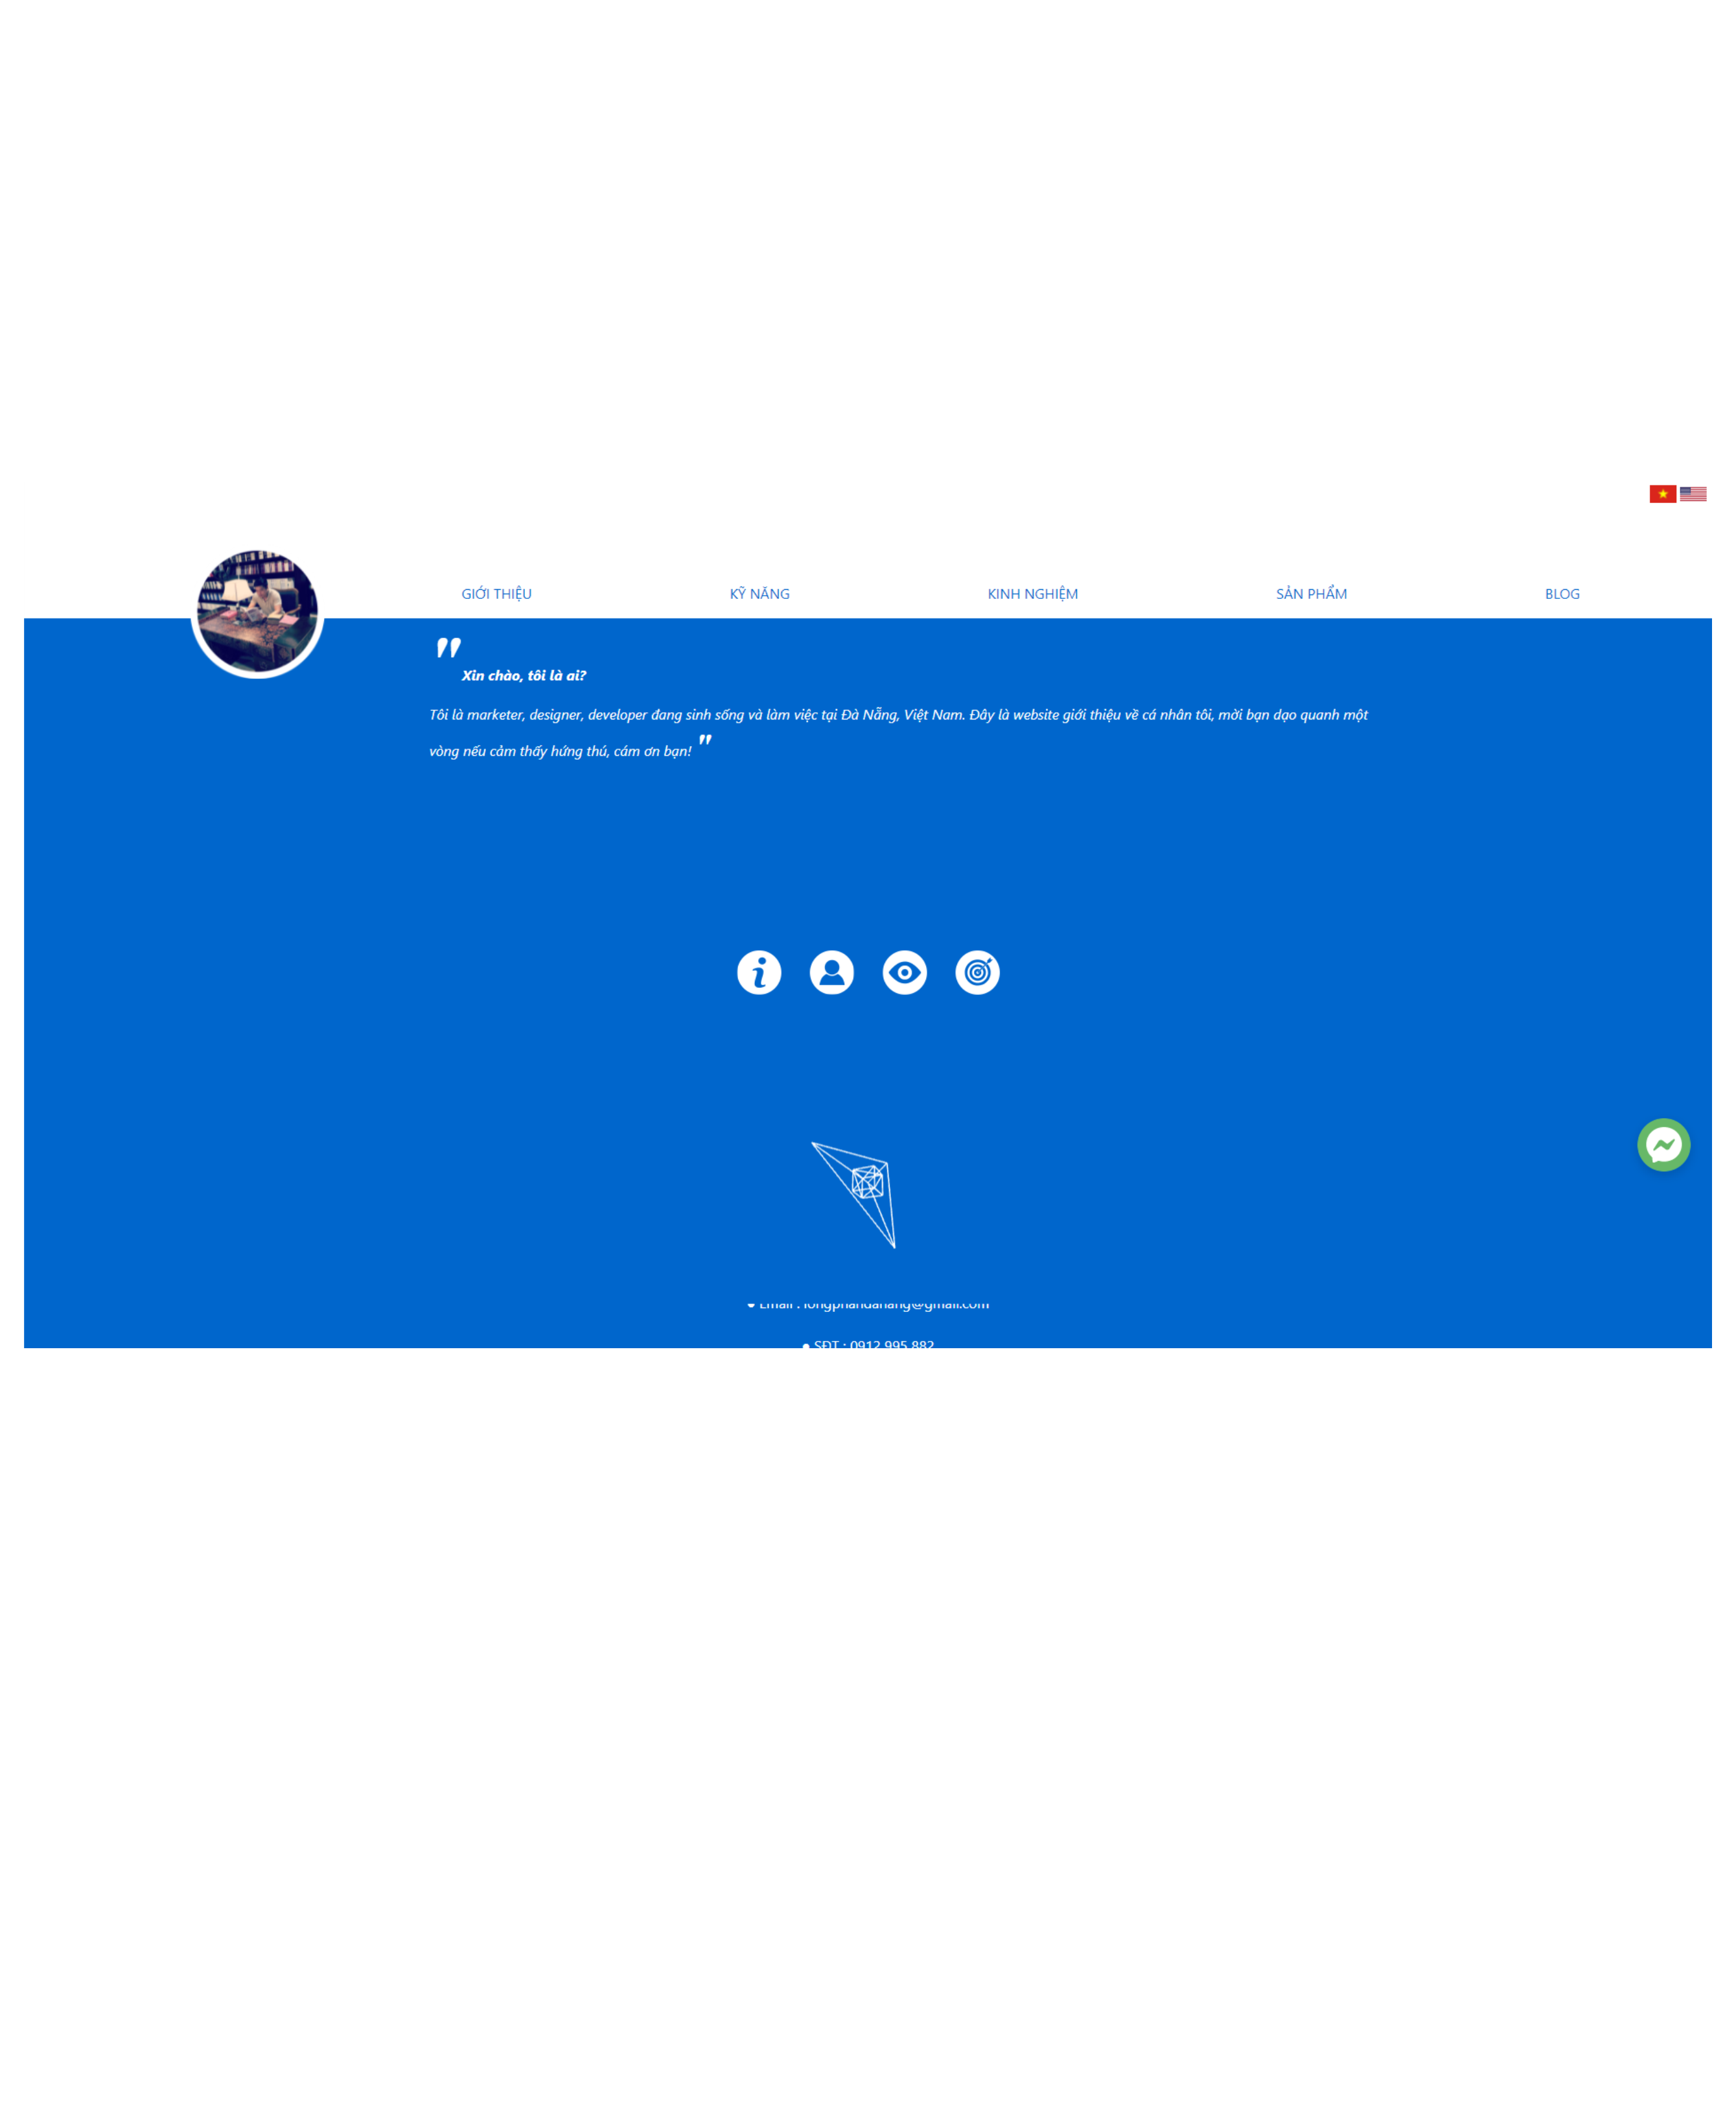 GIỚI THIỆU KỸ NĂNG KINH NGHIỆM SẢN PHẨM BLOG
"
Xin chào, tôi là ai?
Tôi là marketer, designer, developer đang sinh sống và làm việc tại Đà Nẵng, Việt Nam. Đây là website giới thiệu về cá nhân tôi, mời bạn dạo quanh một
vòng nếu cảm thấy hứng thú, cám ơn bạn! "
● Email : longphandanang@gmail.com
● SĐT : 0912 995 882